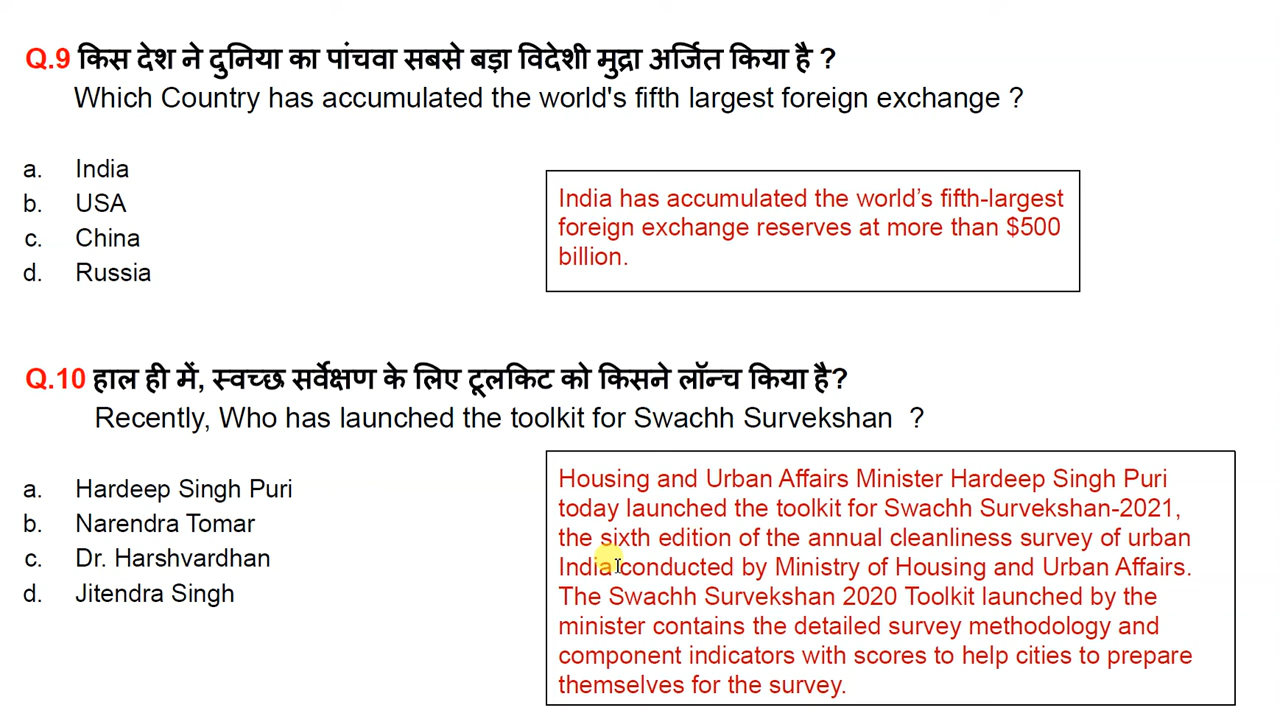 Q.9 किस देश ने दुनिया का पांचवा सबसे बड़ा विदेशी मुद्रा अर्जित किया है ?
Which Country has accumulated the world's fifth largest foreign exchange ?
a. India
b. USA
c. China
d. Russia
India has accumulated the world’s fifth-largest
foreign exchange reserves at more than $500
billion.
Q.10 हाल ही में, स्वच्छ सर्वेक्षण के लिए टूलकिट को किसने लॉन्च किया है?
Recently, Who has launched the toolkit for Swachh Survekshan ?
a. Hardeep Singh Puri
b. Narendra Tomar
c. Dr. Harshvardhan
d. Jitendra Singh
Housing and Urban Affairs Minister Hardeep Singh Puri
today launched the toolkit for Swachh Survekshan-2021,
the sixth edition of the annual cleanliness survey of urban
India conducted by Ministry of Housing and Urban Affairs.
The Swachh Survekshan 2020 Toolkit launched by the
minister contains the detailed survey methodology and
component indicators with scores to help cities to prepare
themselves for the survey.